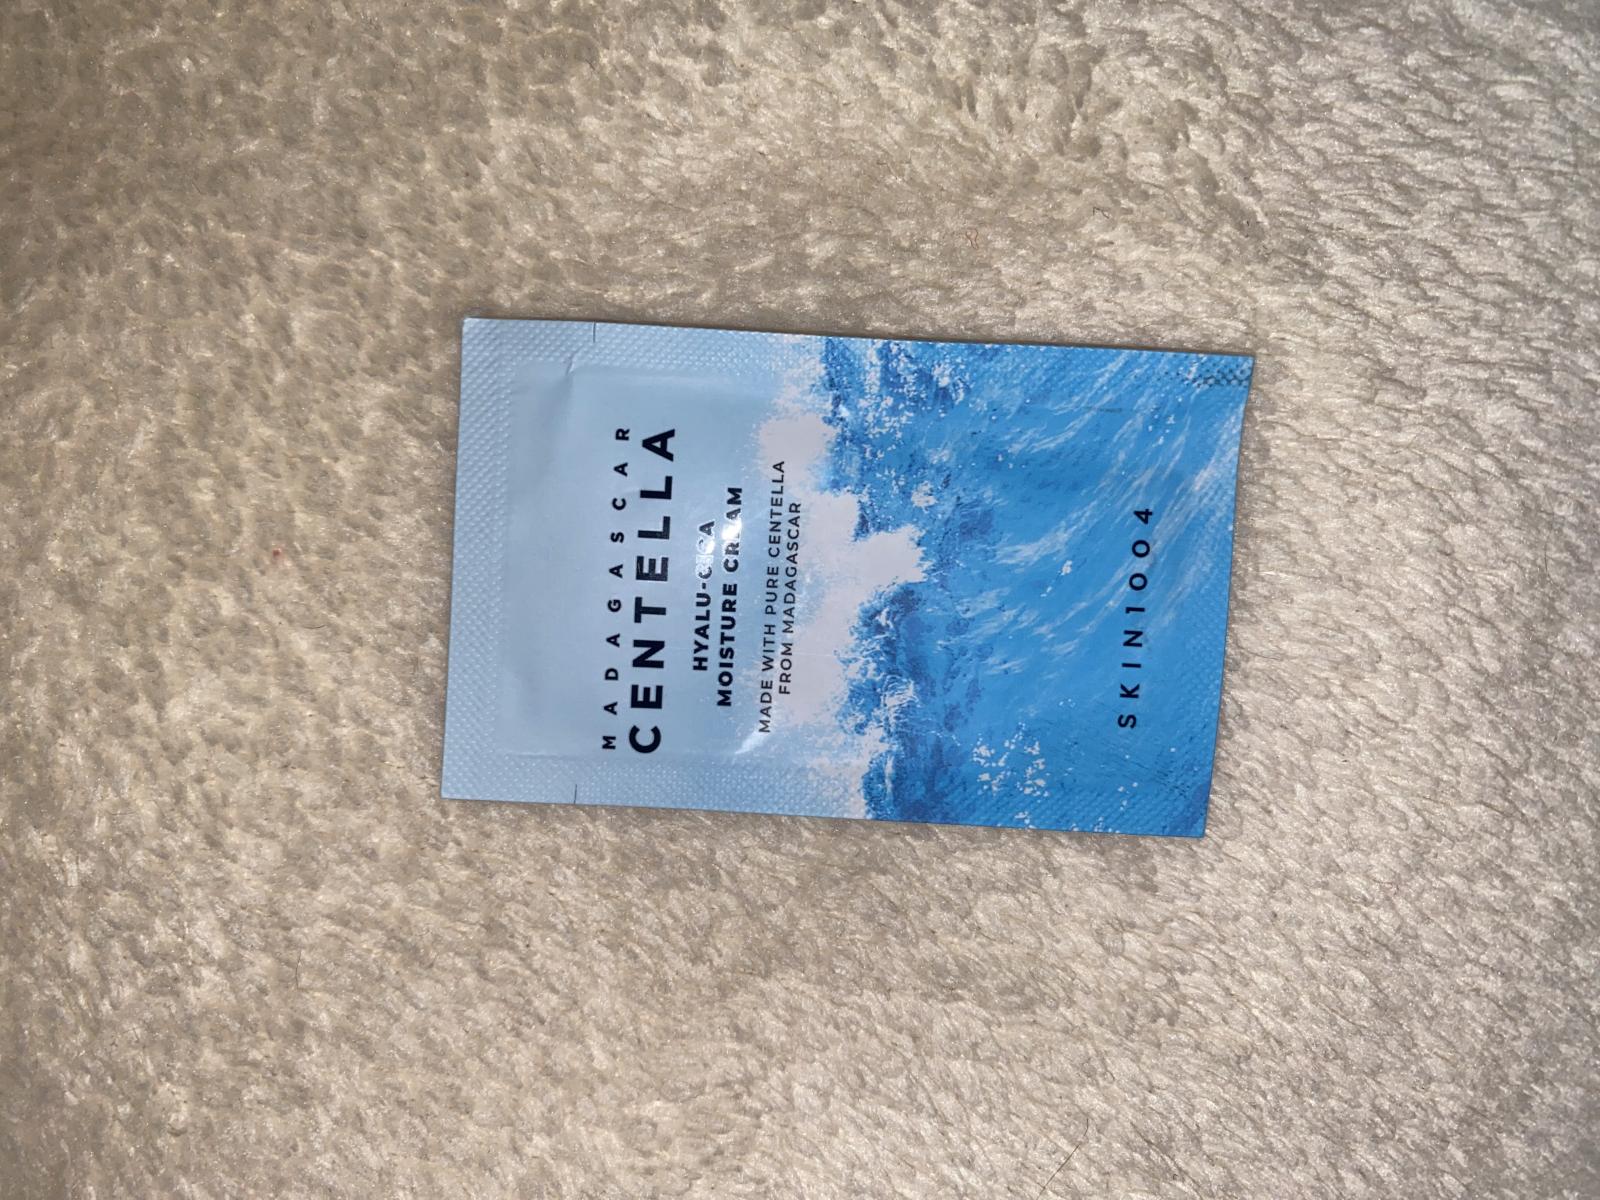 MADAGASCAR
CENTELLA
HYALU-CICA
MOISTURE CREAM
MADE WITH PURE CENTELLA
FROM MADAGASCAR
SKIN1004